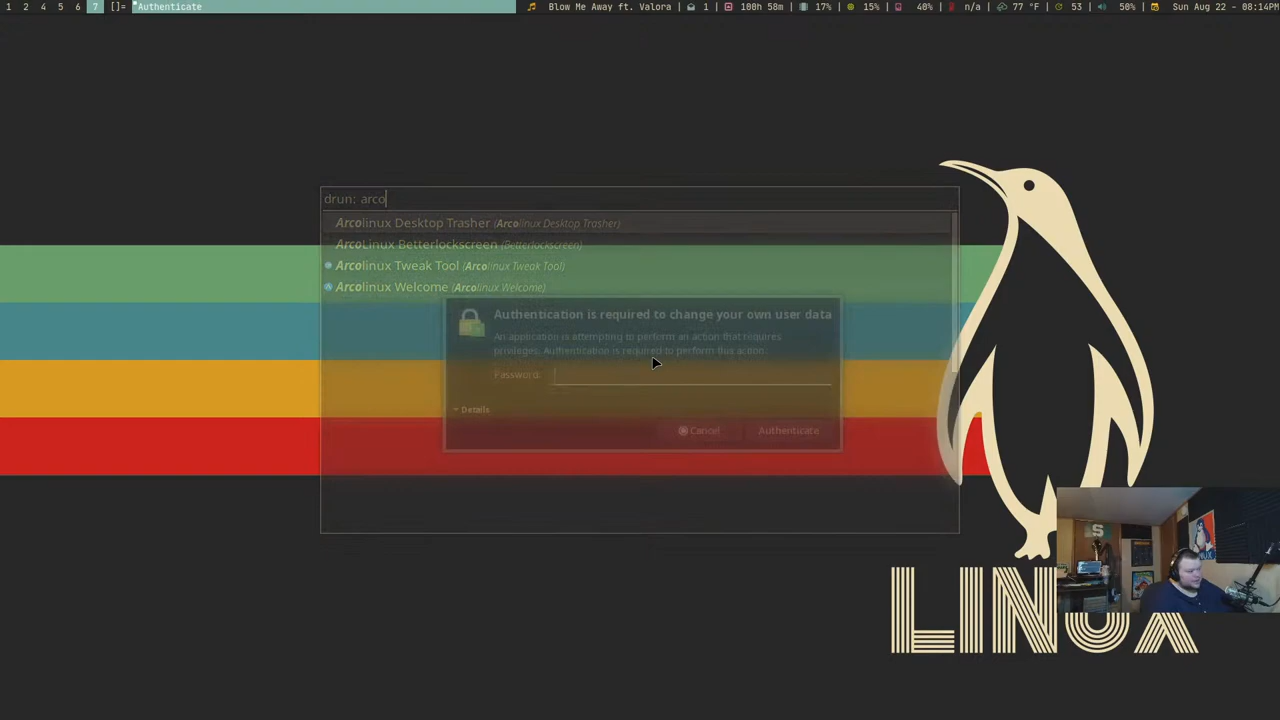 1 2 4 5 6 7 []= Authenticate Blow Me Away ft. Valora | 1 | 100h 58m | 17% | 15% | 40% | n/a | 77 °F | 53 | 50% | Sun Aug 22 - 08:14PM
drun: arco
Arcolinux Desktop Trasher (Arcolinux Desktop Trasher)
ArcoLinux Betterlockscreen (Betterlockscreen)
Arcolinux Tweak Tool (Arcolinux Tweak Tool)
Arcolinux Welcome (Arcolinux Welcome)
Authentication is required to change your own user data
An application is attempting to perform an action that requires
privileges. Authentication is required to perform this action.
Password:
Details
Cancel Authenticate
LINUX